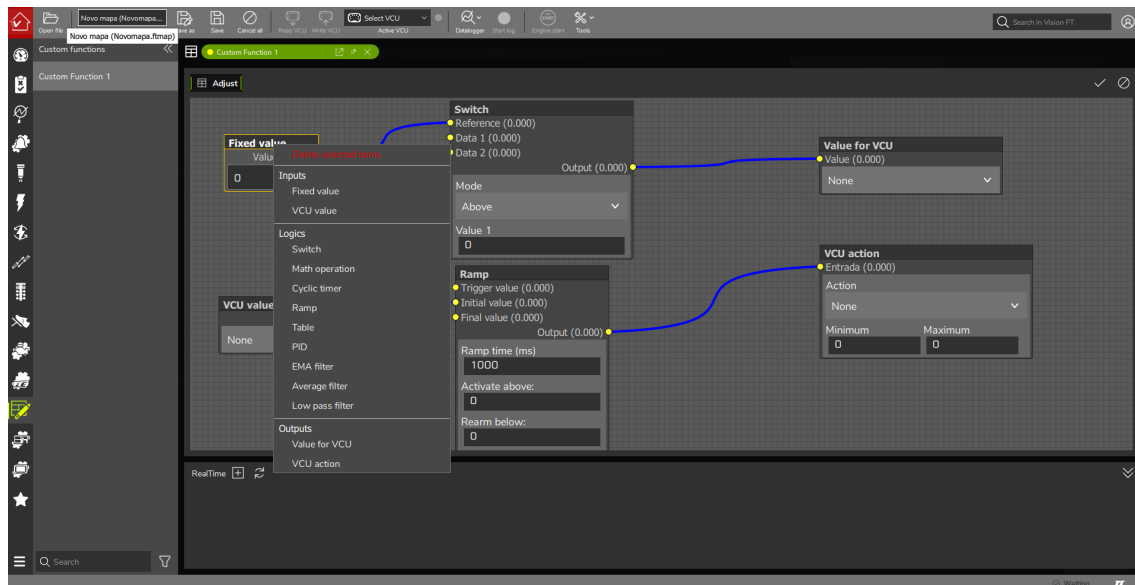 Novo mapa (Novomapa...
Select VCU
Search in Vision FT
Open file
Save as
Save
Cancel all
Read VCU
Write VCU
Active VCU
Datalogger
Start log
START
Engine start
Tools
Novo mapa (Novomapa.ftmap)
Custom functions
Custom Function 1
Custom Function 1
Adjust
Fixed value
0
VCU value
None
Inputs
Fixed value
VCU value
Logics
Switch
Math operation
Cyclic timer
Ramp
Table
PID
EMA filter
Average filter
Low pass filter
Outputs
Value for VCU
VCU action
Switch
Reference (0.000)
Data 1 (0.000)
Data 2 (0.000)
Output (0.000)
Mode
Above
Value 1
0
Ramp
Trigger value (0.000)
Initial value (0.000)
Final value (0.000)
Output (0.000)
Ramp time (ms)
1000
Activate above:
0
Rearm below:
0
Value for VCU
Value (0.000)
None
VCU action
Entrada (0.000)
Action
None
Minimum Maximum
0 0
RealTime
Search
Waiting